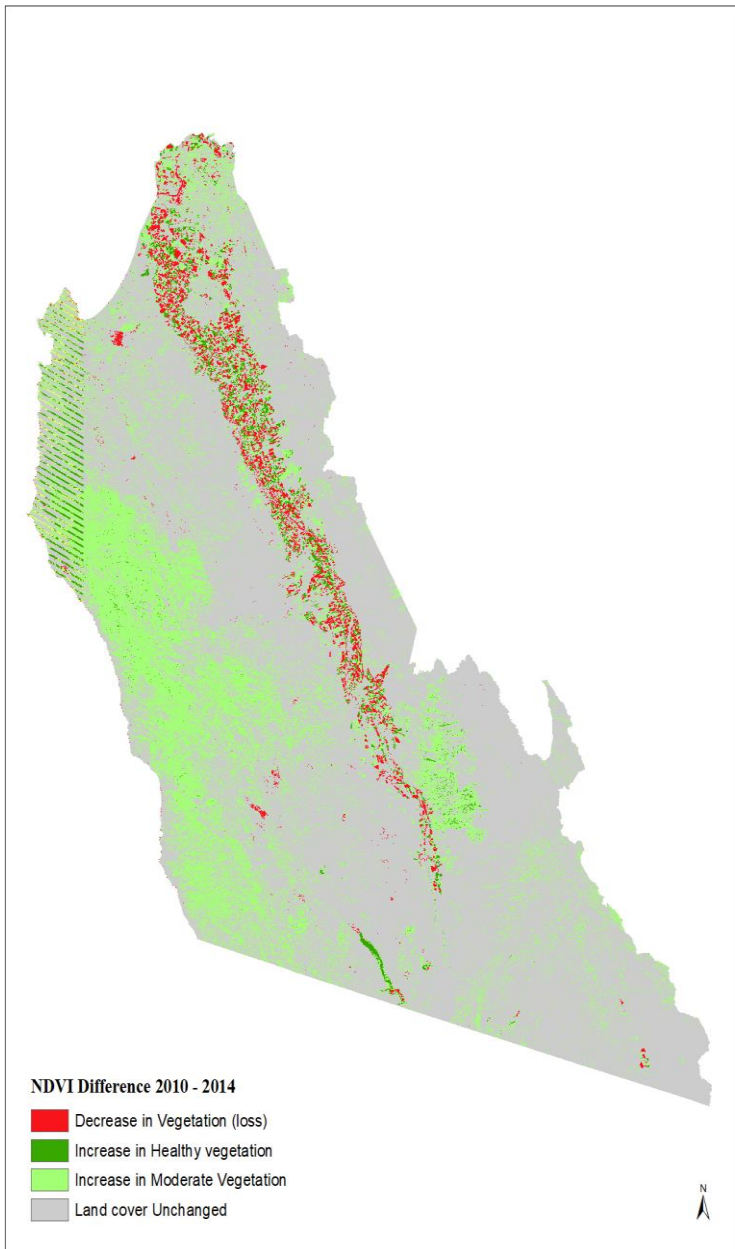 NDVI Difference 2010 - 2014
Decrease in Vegetation (loss)
Increase in Healthy vegetation
Increase in Moderate Vegetation
Land cover Unchanged
N